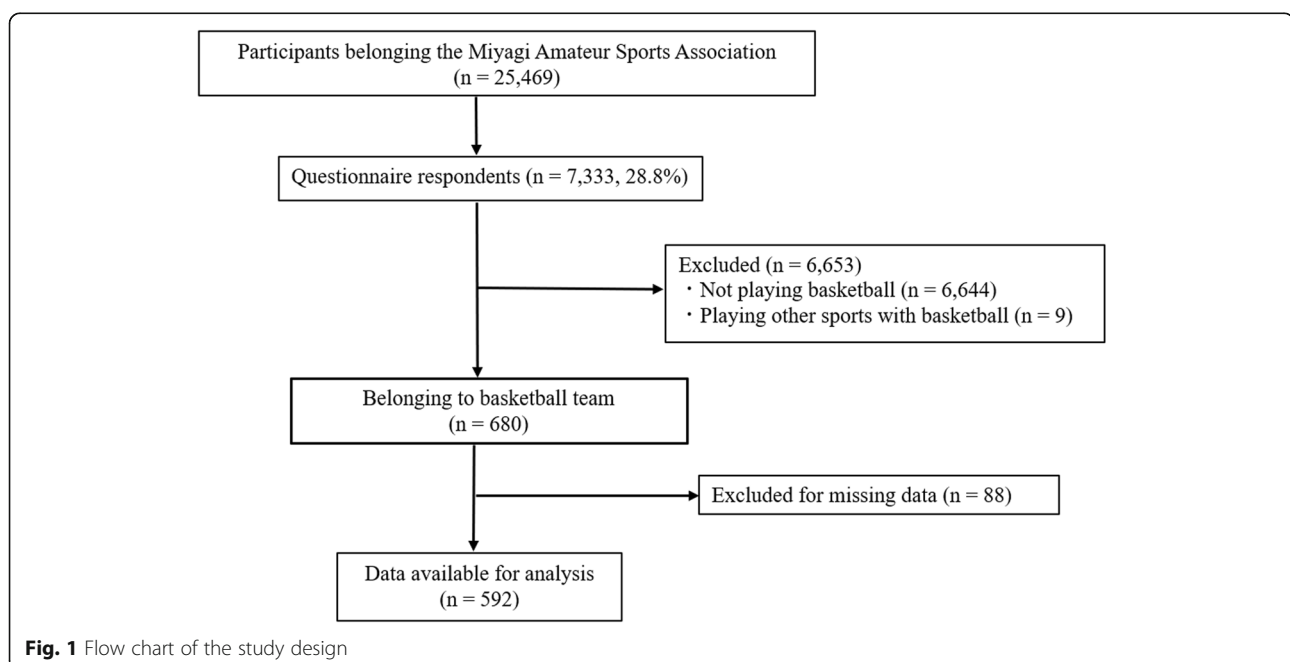 Participants belonging the Miyagi Amateur Sports Association
(n = 25,469)
Questionnaire respondents (n = 7,333, 28.8%)
Excluded (n = 6,653)
・Not playing basketball (n = 6,644)
・Playing other sports with basketball (n = 9)
Belonging to basketball team
(n = 680)
Excluded for missing data (n = 88)
Data available for analysis
(n = 592)
Fig. 1 Flow chart of the study design